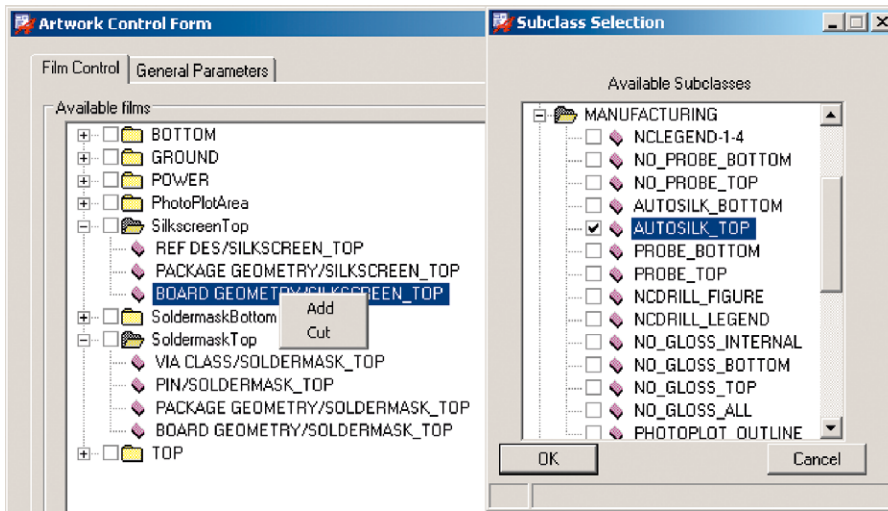 Artwork Control Form
Film Control
General Parameters
Available films
BOTTOM
GROUND
POWER
PhotoPlotArea
SilkscreenTop
REF DES/SILKSCREEN_TOP
PACKAGE GEOMETRY/SILKSCREEN_TOP
BOARD GEOMETRY/SILKSCREEN_TOP
Add
Cut
SoldermaskBottom
SoldermaskTop
VIA CLASS/SOLDERMASK_TOP
PIN/SOLDERMASK_TOP
PACKAGE GEOMETRY/SOLDERMASK_TOP
BOARD GEOMETRY/SOLDERMASK_TOP
TOP
Subclass Selection
Available Subclasses
MANUFACTURING
NCLEGEND-1-4
NO_PROBE_BOTTOM
NO_PROBE_TOP
AUTOSILK_BOTTOM
AUTOSILK_TOP
PROBE_BOTTOM
PROBE_TOP
NCDRILL_FIGURE
NCDRILL_LEGEND
NO_GLOSS_INTERNAL
NO_GLOSS_BOTTOM
NO_GLOSS_TOP
NO_GLOSS_ALL
PHOTOPLOT_OUTLINE
OK
Cancel